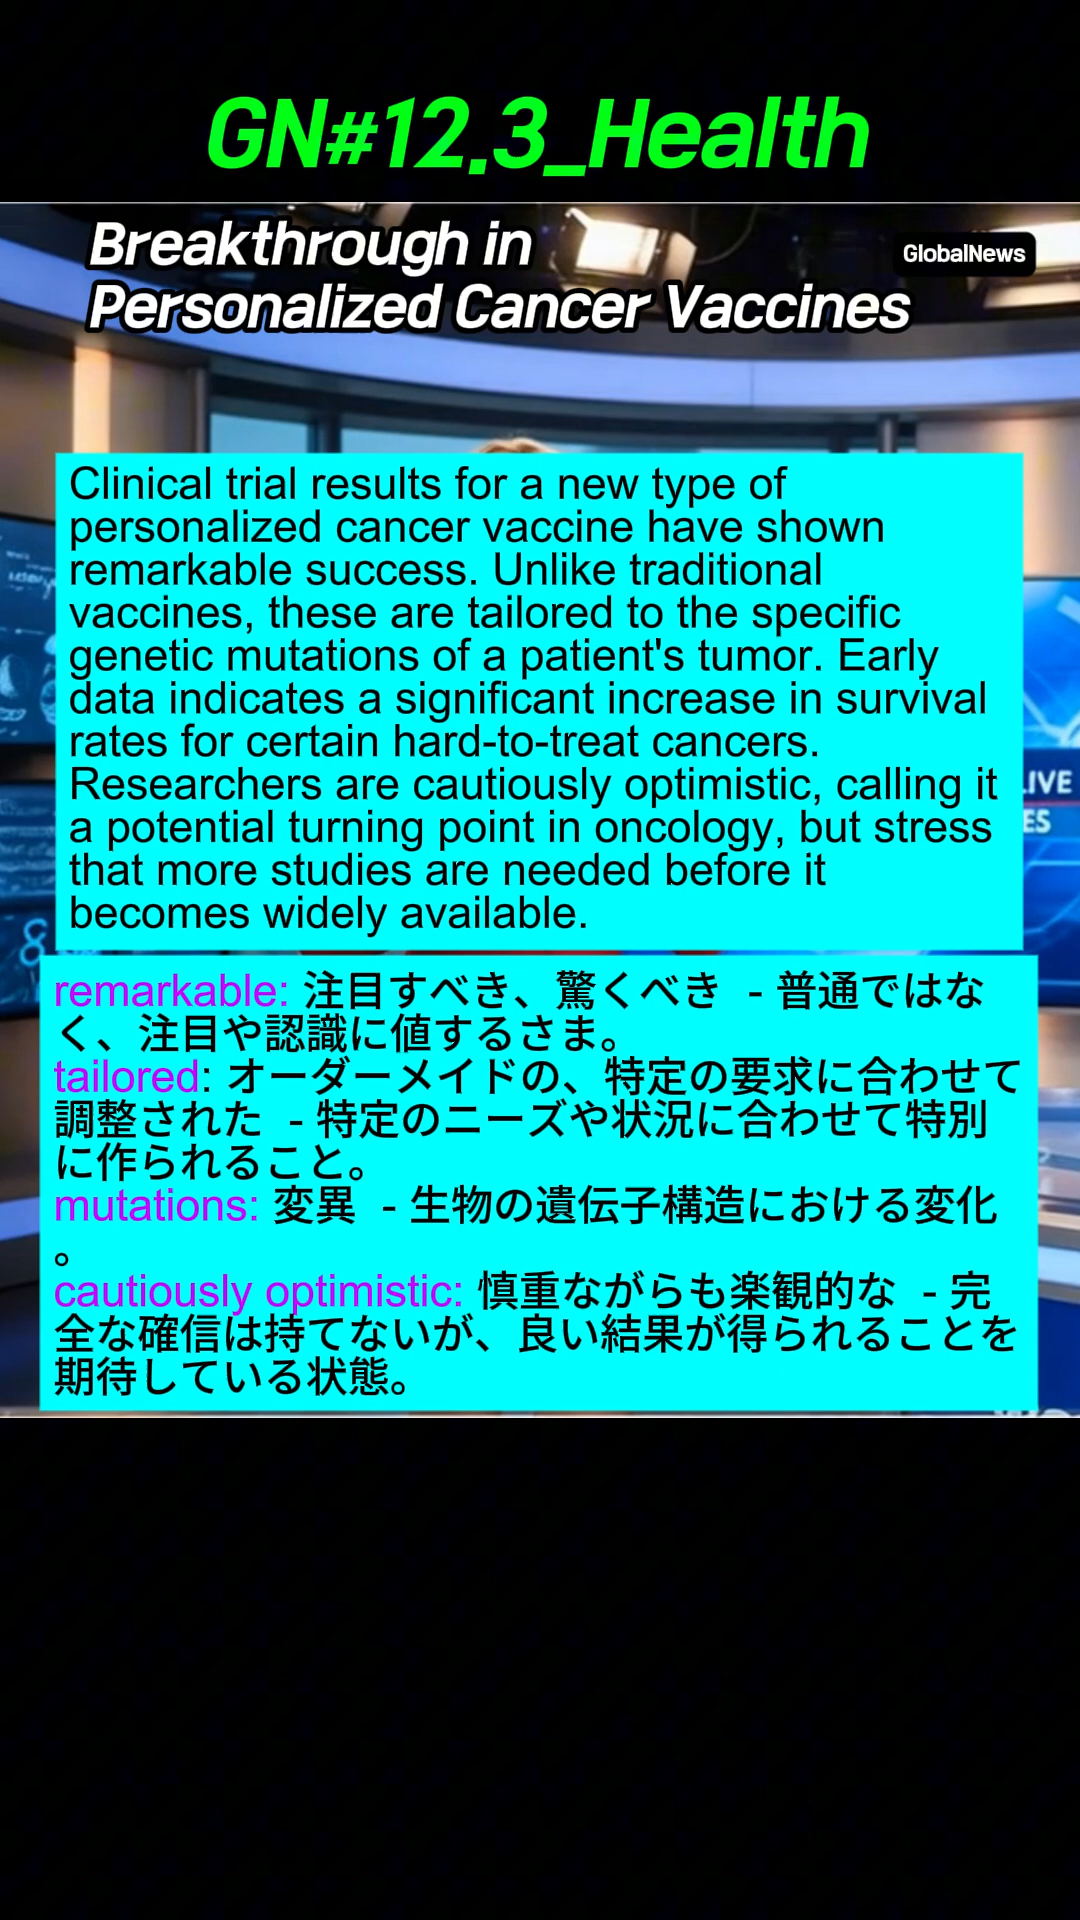 GN#12.3_Health
Breakthrough in
Personalized Cancer Vaccines
GlobalNews
Clinical trial results for a new type of
personalized cancer vaccine have shown
remarkable success. Unlike traditional
vaccines, these are tailored to the specific
genetic mutations of a patient's tumor. Early
data indicates a significant increase in survival
rates for certain hard-to-treat cancers.
Researchers are cautiously optimistic, calling it
a potential turning point in oncology, but stress
that more studies are needed before it
becomes widely available.
remarkable: 注目すべき、驚くべき - 普通ではな
く、注目や認識に値するさま。
tailored: オーダーメイドの、特定の要求に合わせて
調整された - 特定のニーズや状況に合わせて特別
に作られること。
mutations: 変異 - 生物の遺伝子構造における変化
。
cautiously optimistic: 慎重ながらも楽観的な - 完
全な確信は持てないが、良い結果が得られることを
期待している状態。